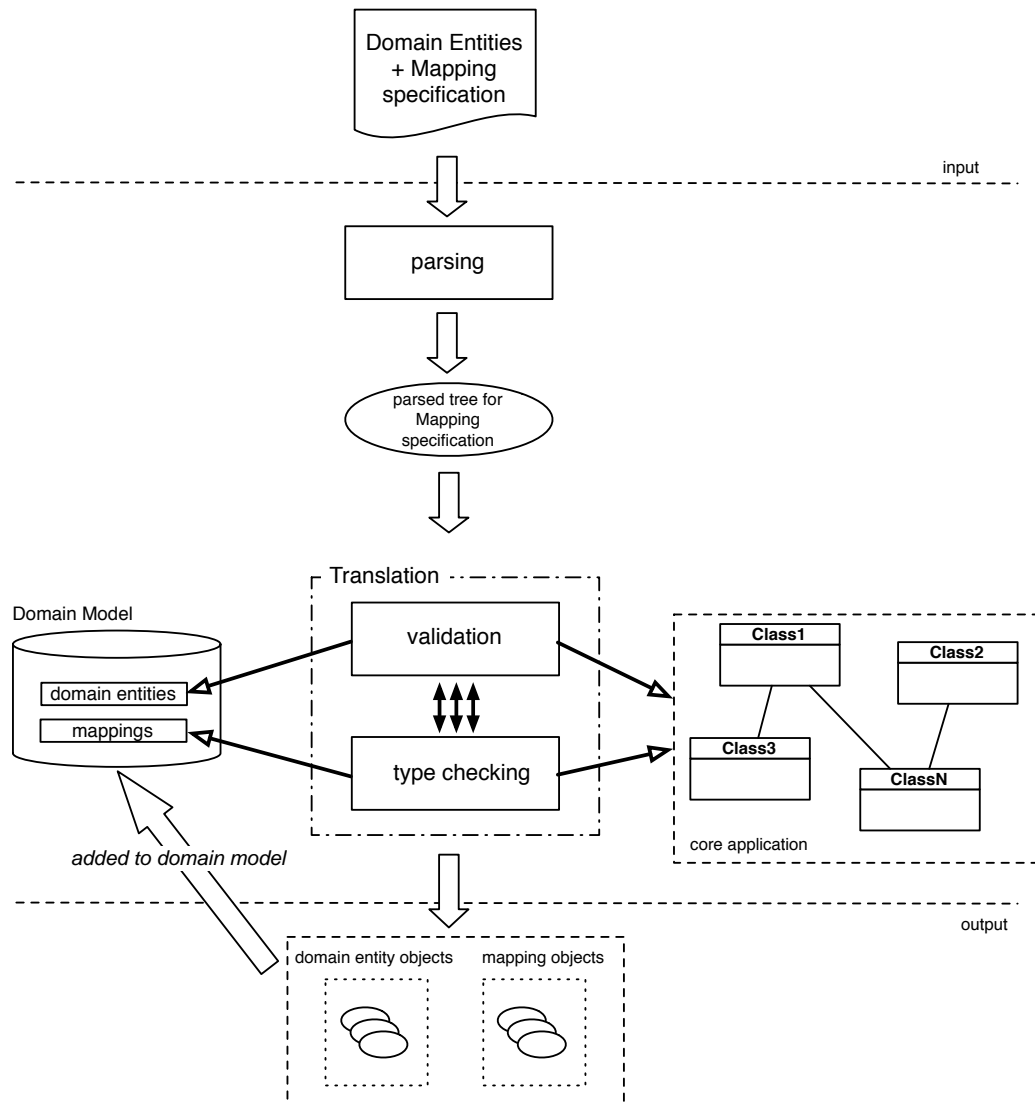 Domain Entities
+ Mapping
specification
input
parsing
parsed tree for
Mapping
specification
Translation
validation
type checking
Domain Model
domain entities
mappings
Class1
Class2
Class3
ClassN
core application
added to domain model
output
domain entity objects
mapping objects